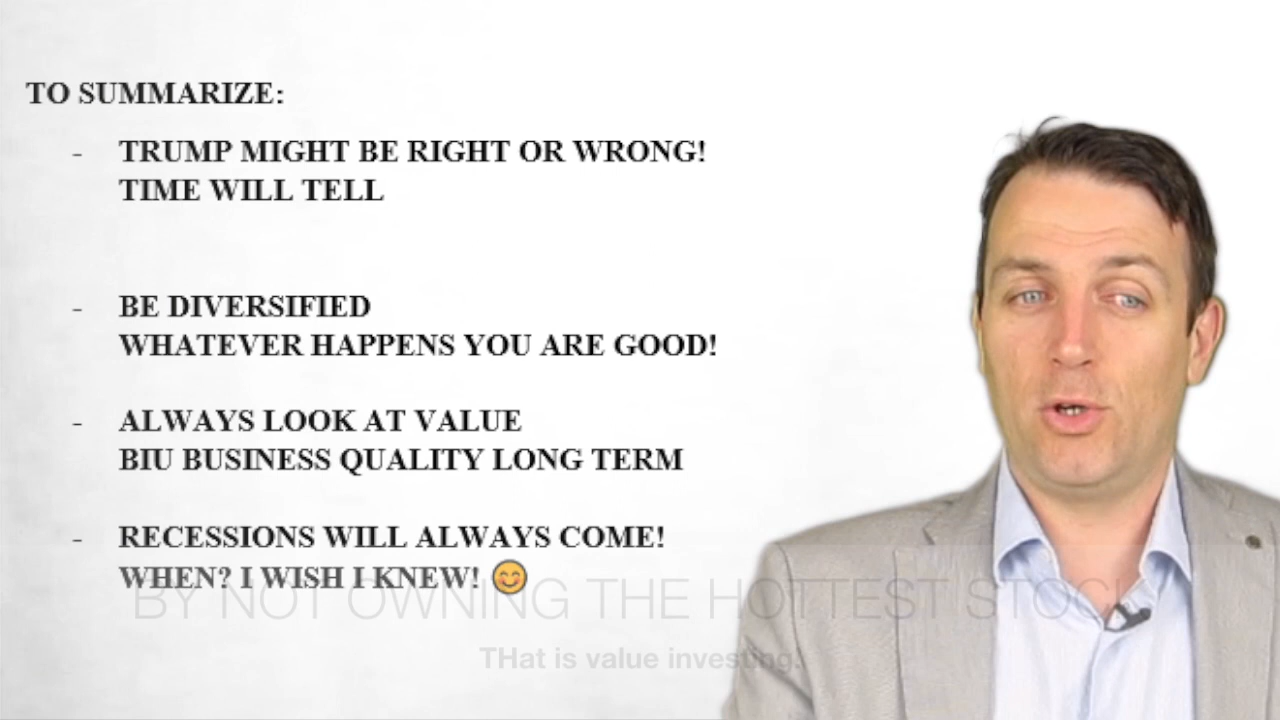 TO SUMMARIZE:
- TRUMP MIGHT BE RIGHT OR WRONG!
TIME WILL TELL
- BE DIVERSIFIED
WHATEVER HAPPENS YOU ARE GOOD!
- ALWAYS LOOK AT VALUE
BIU BUSINESS QUALITY LONG TERM
- RECESSIONS WILL ALWAYS COME!
WHEN? I WISH I KNEW! 😊
BY NOT OWNING THE HOTTEST
THat is value investing!